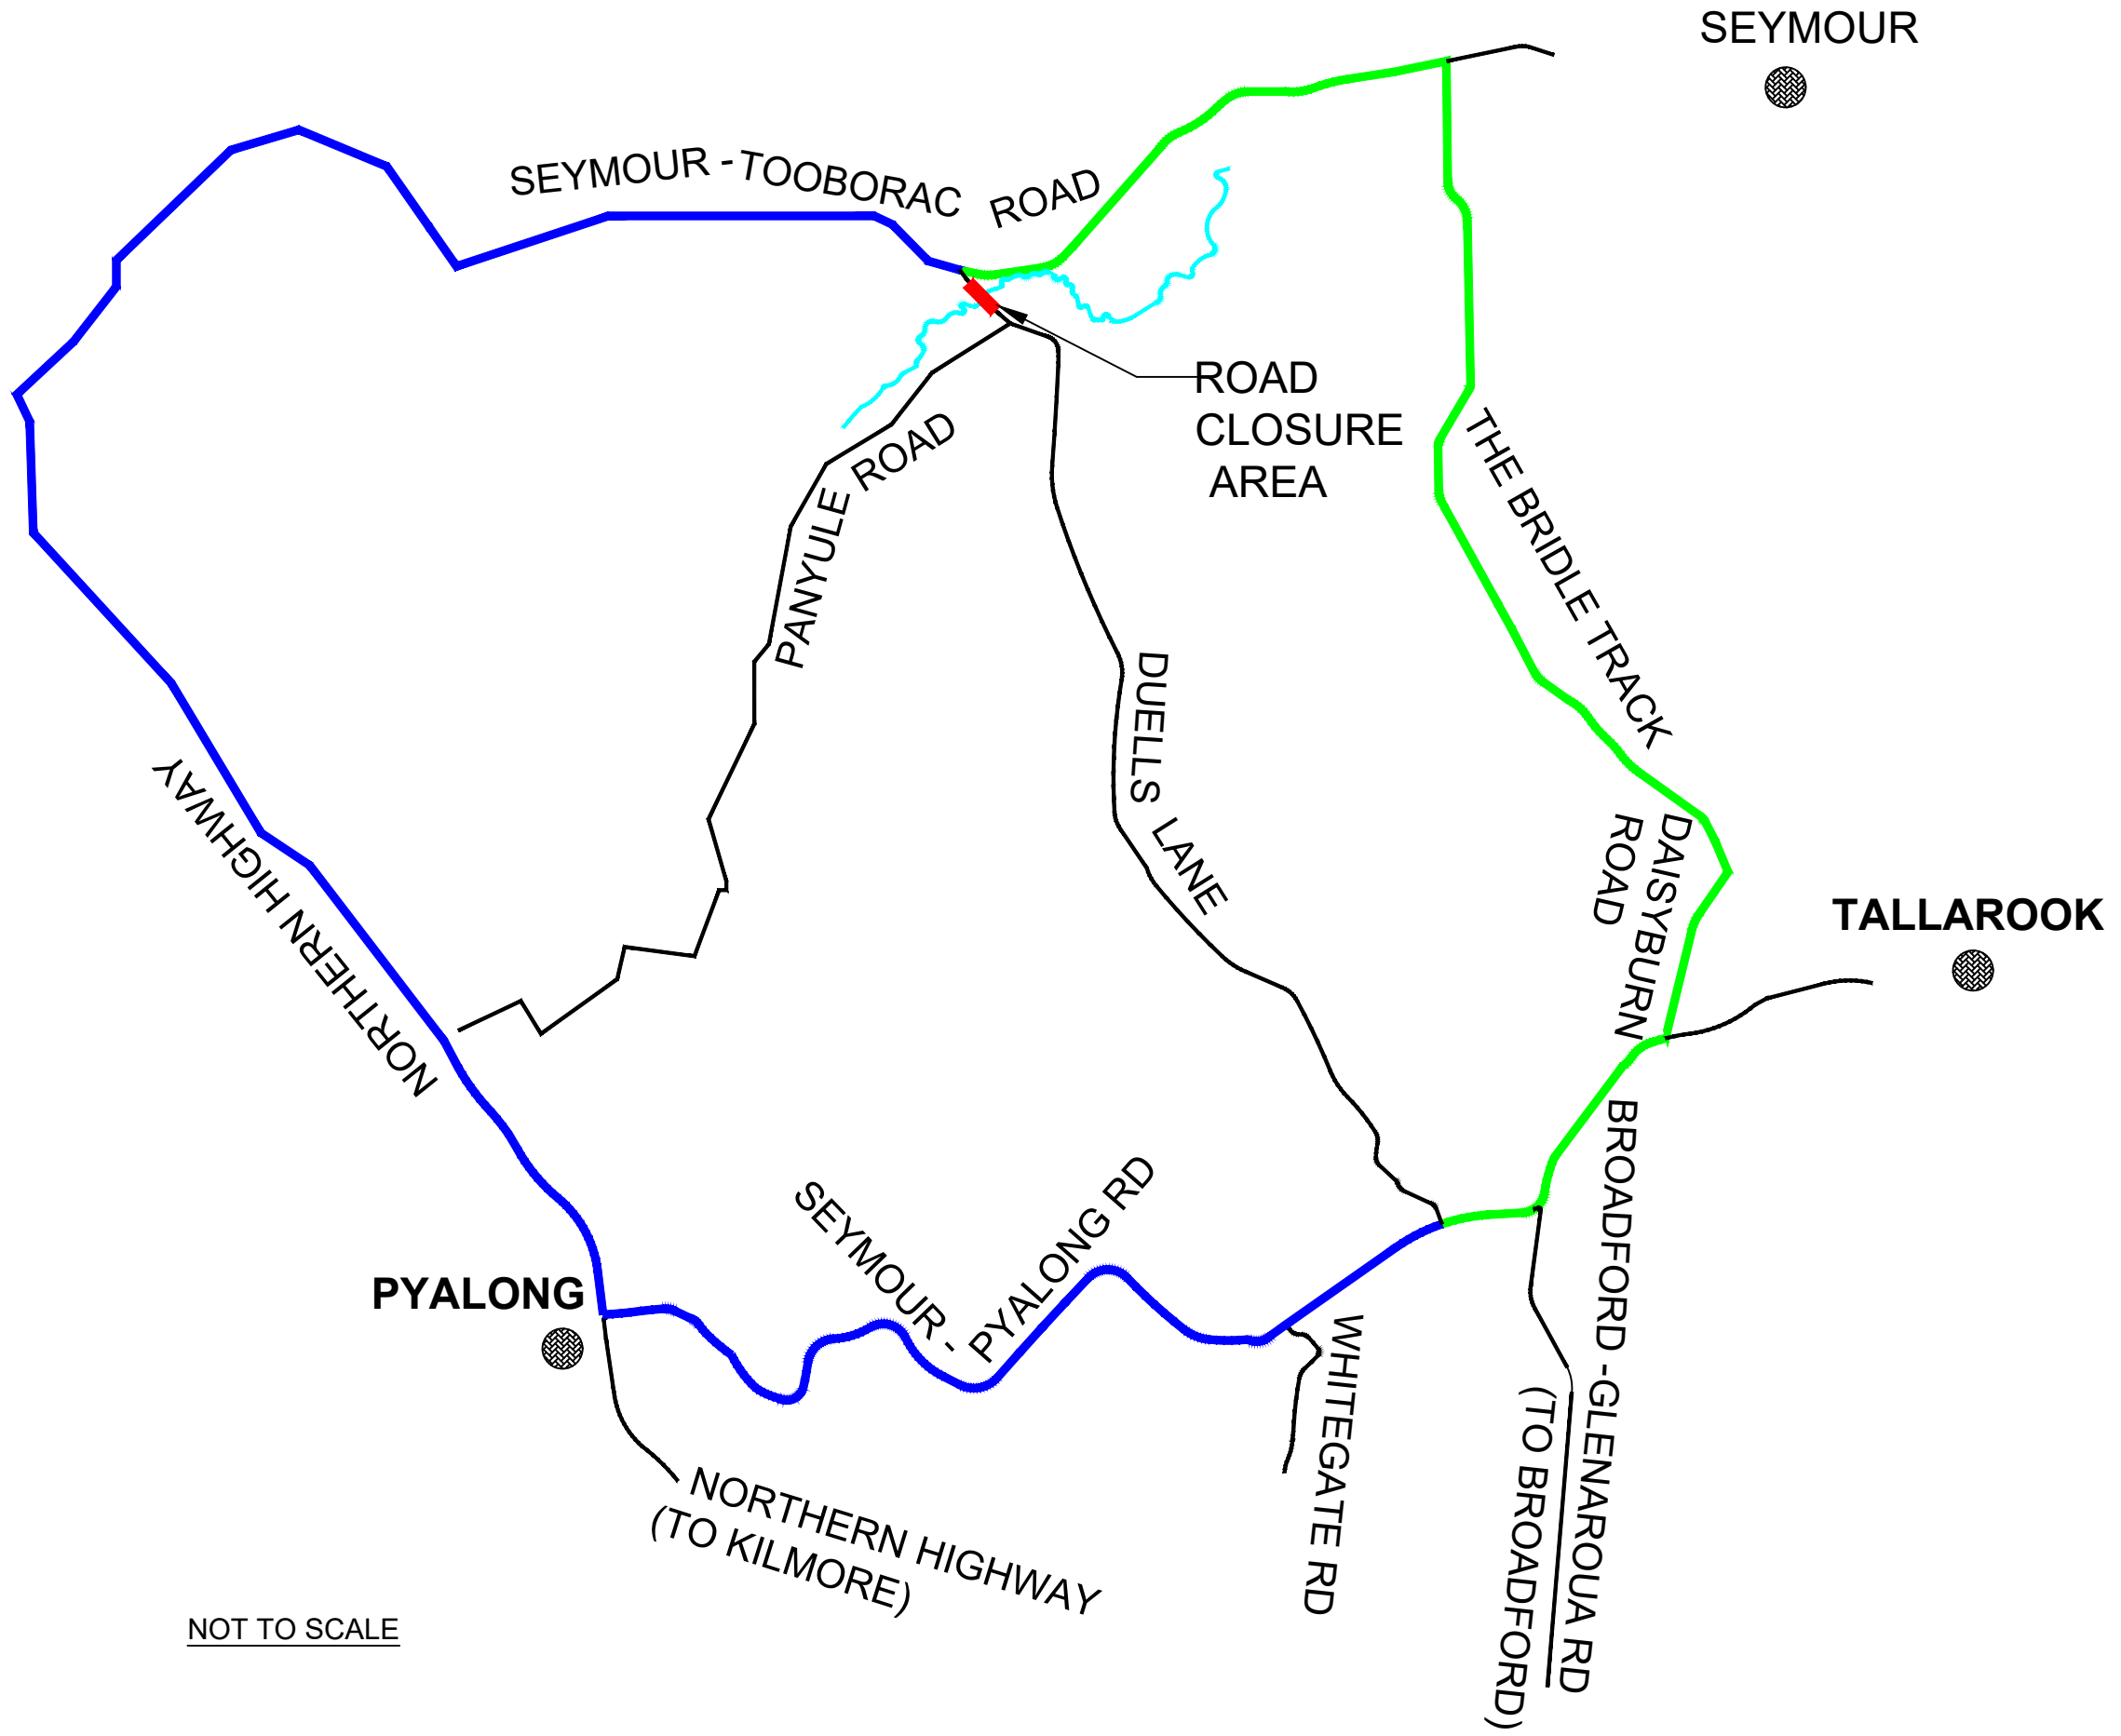 SEYMOUR
SEYMOUR - TOOBORAC ROAD
ROAD
CLOSURE
AREA
PANYULE ROAD
THE BRIDLE TRACK
DUELLS LANE
NORTHERN HIGHWAY
DAISYBURN
ROAD
TALLAROOK
BROADFORD - GLENAROUA RD
(TO BROADFORD)
SEYMOUR - PYALONG RD
PYALONG
WHITEGATE RD
NORTHERN HIGHWAY
(TO KILMORE)
NOT TO SCALE